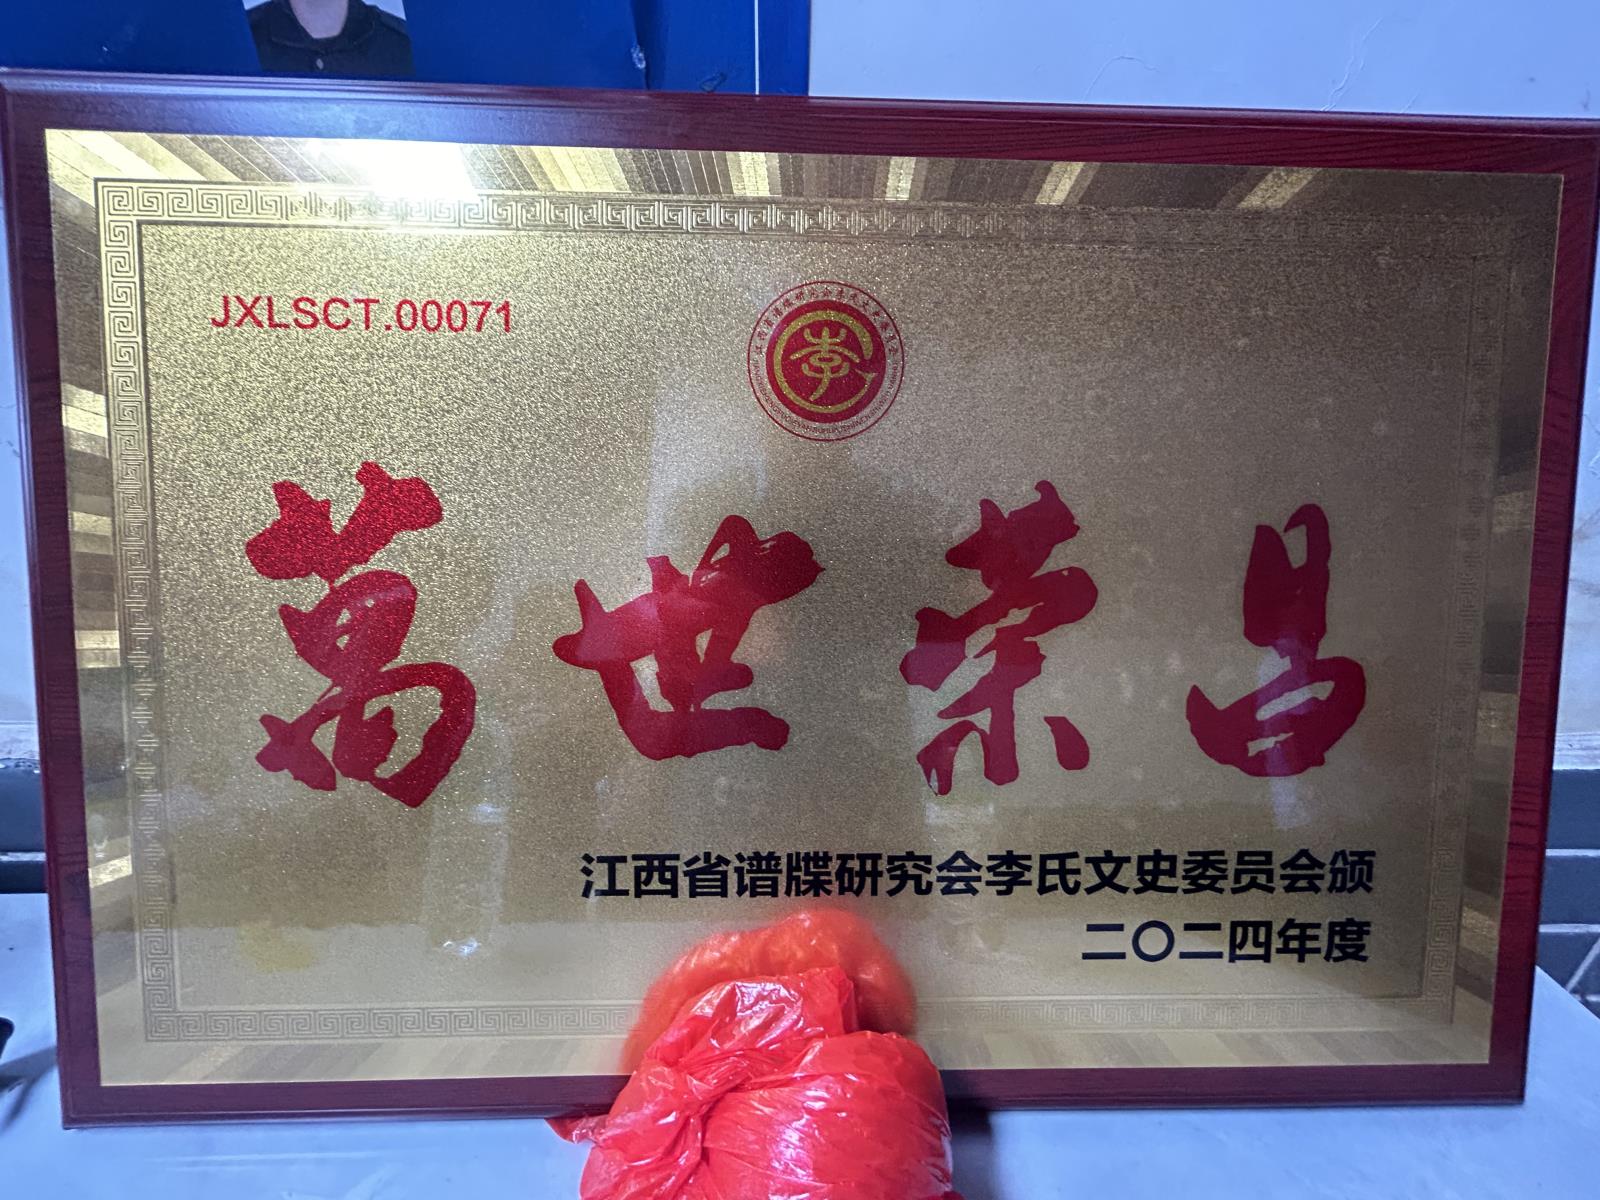 JXLSCT.00071
李
萬世荣昌
江西省谱牒研究会李氏文史委员会颁
二〇二四年度